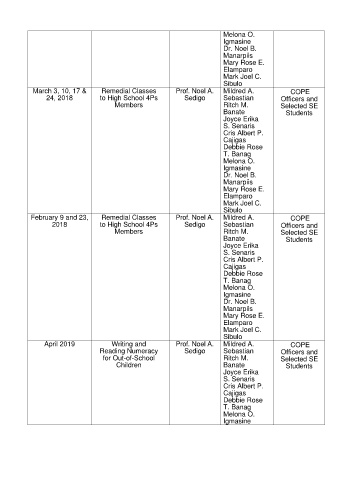 Melona O.
Igmasine
Dr. Noel B.
Manarpiis
Mary Rose E.
Elamparo
Mark Joel C.
Sibulo
March 3, 10, 17 &
24, 2018
Remedial Classes
to High School 4Ps
Members
Prof. Noel A.
Sedigo
Mildred A.
Sebastian
Ritch M.
Banate
Joyce Erika
S. Senaris
Cris Albert P.
Cajigas
Debbie Rose
T. Banag
Melona O.
Igmasine
Dr. Noel B.
Manarpiis
Mary Rose E.
Elamparo
Mark Joel C.
Sibulo
COPE
Officers and
Selected SE
Students
February 9 and 23,
2018
Remedial Classes
to High School 4Ps
Members
Prof. Noel A.
Sedigo
Mildred A.
Sebastian
Ritch M.
Banate
Joyce Erika
S. Senaris
Cris Albert P.
Cajigas
Debbie Rose
T. Banag
Melona O.
Igmasine
Dr. Noel B.
Manarpiis
Mary Rose E.
Elamparo
Mark Joel C.
Sibulo
COPE
Officers and
Selected SE
Students
April 2019
Writing and
Reading Numeracy
for Out-of-School
Children
Prof. Noel A.
Sedigo
Mildred A.
Sebastian
Ritch M.
Banate
Joyce Erika
S. Senaris
Cris Albert P.
Cajigas
Debbie Rose
T. Banag
Melona O.
Igmasine
COPE
Officers and
Selected SE
Students